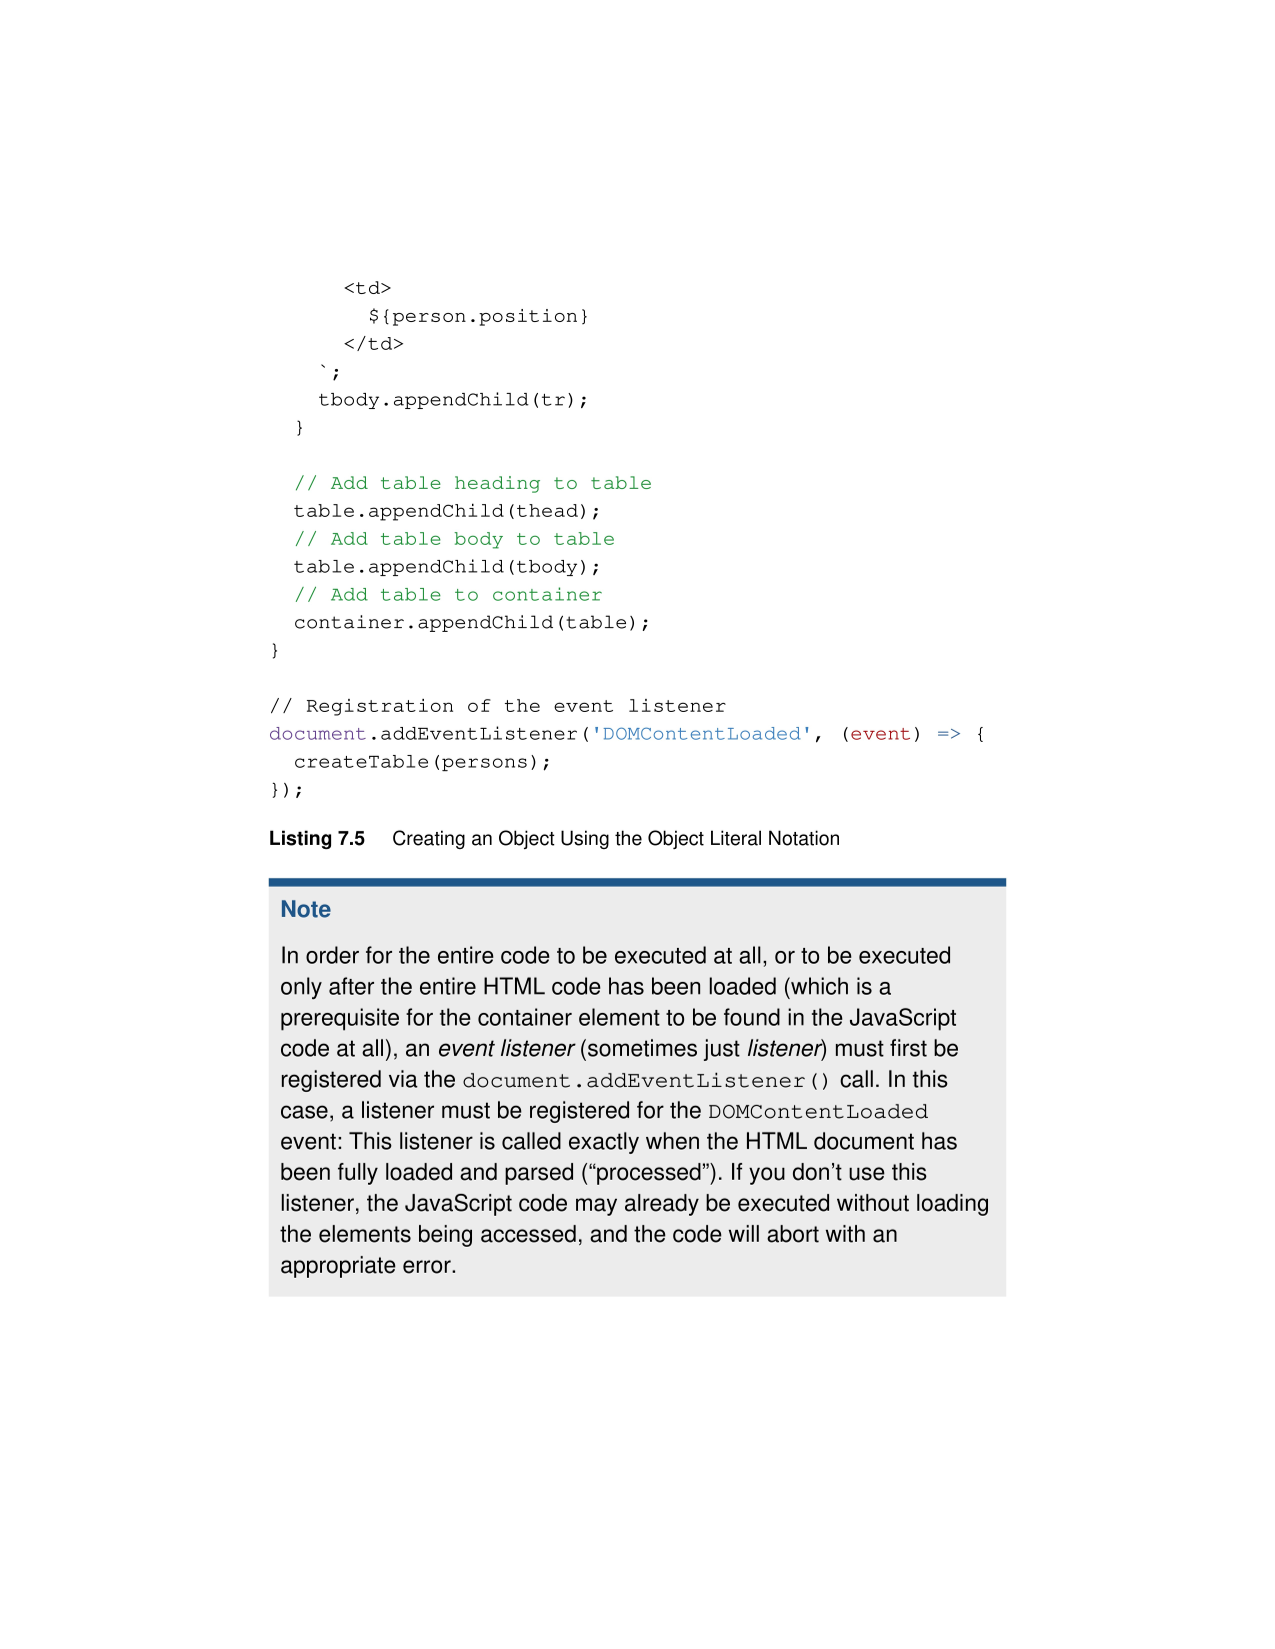 <td>
        ${person.position}
      </td>
    `;
    tbody.appendChild(tr);
  }

  // Add table heading to table
  table.appendChild(thead);
  // Add table body to table
  table.appendChild(tbody);
  // Add table to container
  container.appendChild(table);
}

// Registration of the event listener
document.addEventListener('DOMContentLoaded', (event) => {
  createTable(persons);
});
Listing 7.5 Creating an Object Using the Object Literal Notation
Note
In order for the entire code to be executed at all, or to be executed
only after the entire HTML code has been loaded (which is a
prerequisite for the container element to be found in the JavaScript
code at all), an event listener (sometimes just listener) must first be
registered via the document.addEventListener() call. In this
case, a listener must be registered for the DOMContentLoaded
event: This listener is called exactly when the HTML document has
been fully loaded and parsed (“processed”). If you don’t use this
listener, the JavaScript code may already be executed without loading
the elements being accessed, and the code will abort with an
appropriate error.